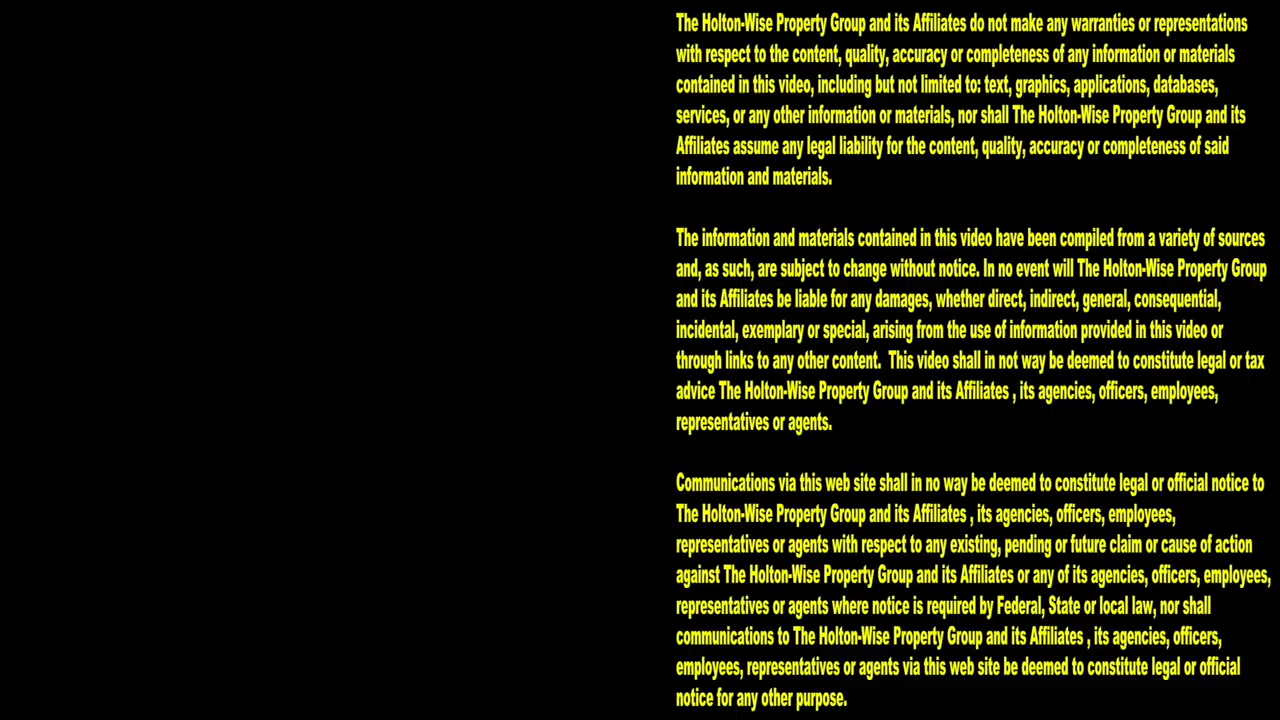 The Holton-Wise Property Group and its Affiliates do not make any warranties or representations
with respect to the content, quality, accuracy or completeness of any information or materials
contained in this video, including but not limited to: text, graphics, applications, databases,
services, or any other information or materials, nor shall The Holton-Wise Property Group and its
Affiliates assume any legal liability for the content, quality, accuracy or completeness of said
information and materials.
The information and materials contained in this video have been compiled from a variety of sources
and, as such, are subject to change without notice. In no event will The Holton-Wise Property Group
and its Affiliates be liable for any damages, whether direct, indirect, general, consequential,
incidental, exemplary or special, arising from the use of information provided in this video or
through links to any other content.  This video shall in not way be deemed to constitute legal or tax
advice The Holton-Wise Property Group and its Affiliates , its agencies, officers, employees,
representatives or agents.
Communications via this web site shall in no way be deemed to constitute legal or official notice to
The Holton-Wise Property Group and its Affiliates , its agencies, officers, employees,
representatives or agents with respect to any existing, pending or future claim or cause of action
against The Holton-Wise Property Group and its Affiliates or any of its agencies, officers, employees,
representatives or agents where notice is required by Federal, State or local law, nor shall
communications to The Holton-Wise Property Group and its Affiliates , its agencies, officers,
employees, representatives or agents via this web site be deemed to constitute legal or official
notice for any other purpose.